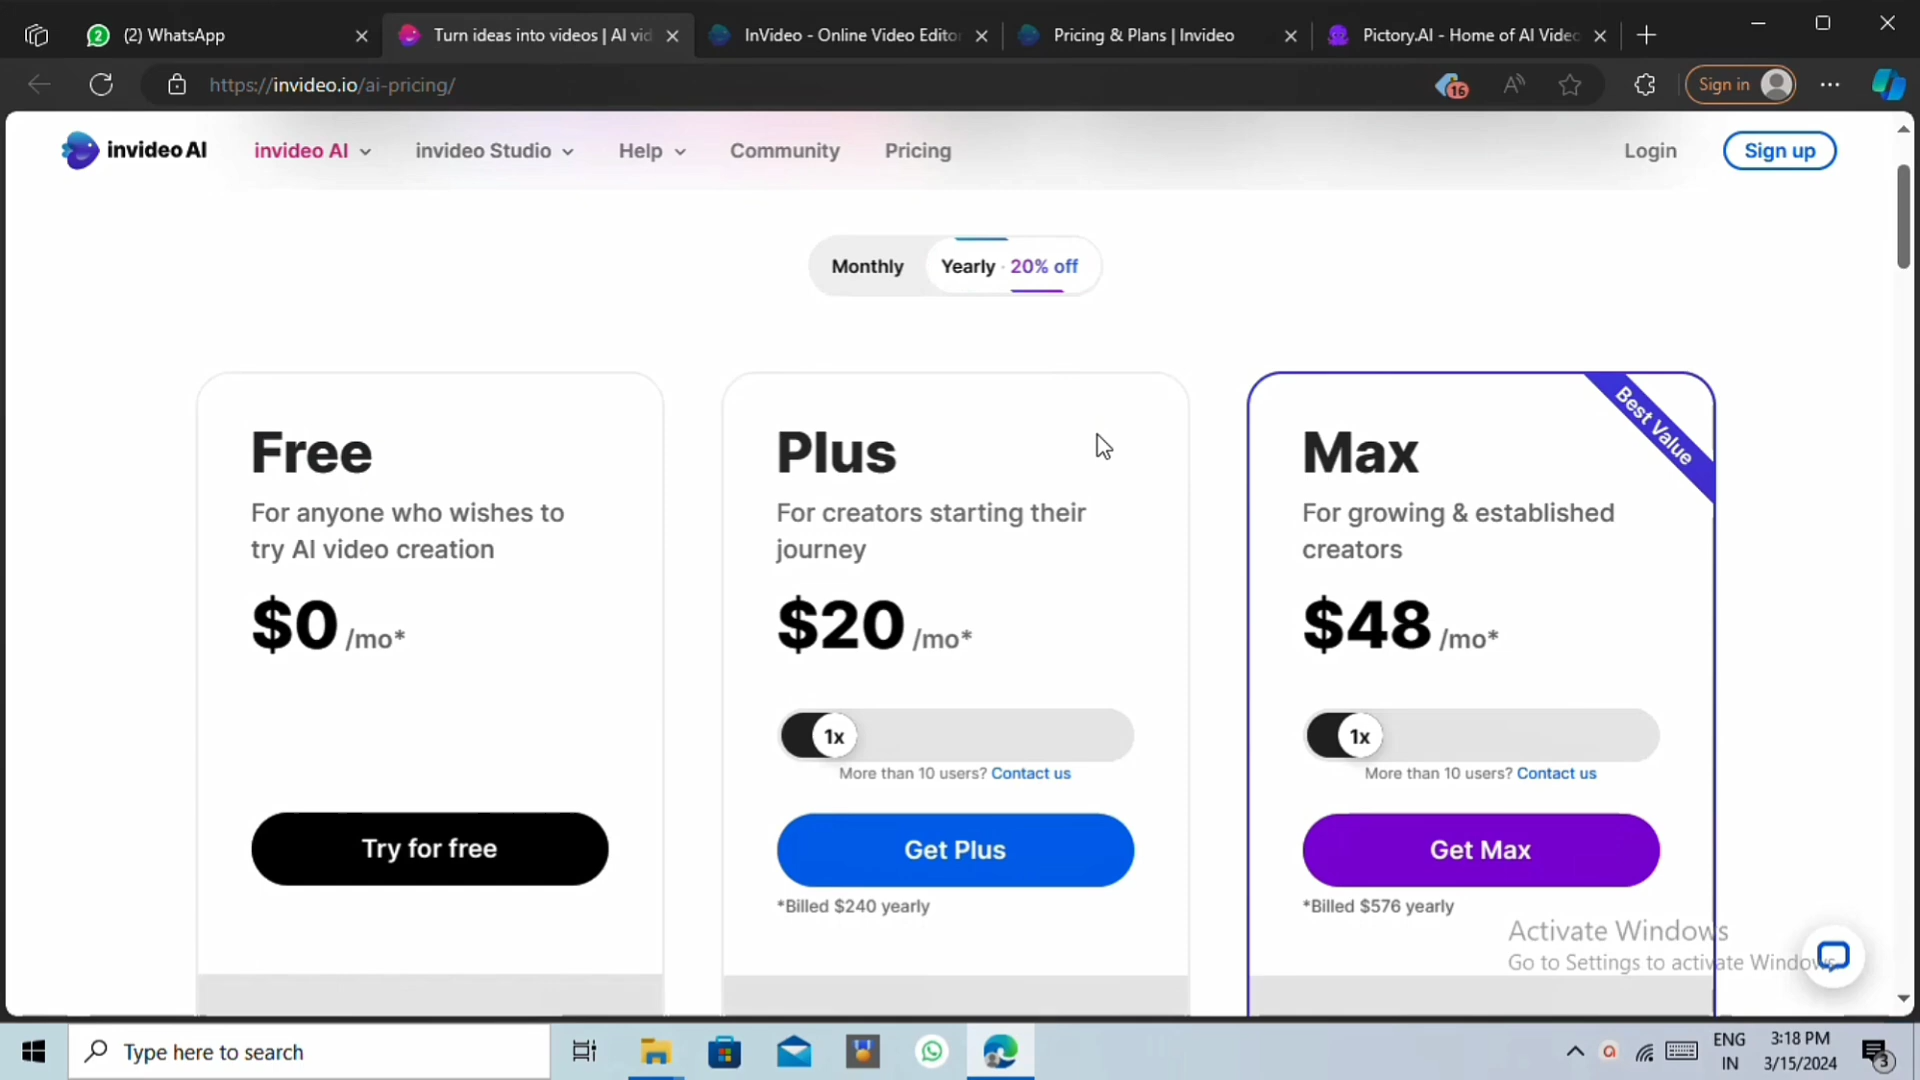 (2) WhatsApp
Turn ideas into videos | AI vid
InVideo - Online Video Editor
Pricing & Plans | Invideo
Pictory.AI - Home of AI Video
https://invideo.io/ai-pricing/
16
A
Sign in
invideo AI
invideo AI
invideo Studio
Help
Community
Pricing
Login
Sign up
Monthly
Yearly · 20% off
Free
For anyone who wishes to
try AI video creation
$0 /mo*
Try for free
Plus
For creators starting their
journey
$20 /mo*
1x
More than 10 users? Contact us
Get Plus
*Billed $240 yearly
Best Value
Max
For growing & established
creators
$48 /mo*
1x
More than 10 users? Contact us
Get Max
*Billed $576 yearly
Activate Windows
Go to Settings to activate Windows
Type here to search
ENG
IN
3:18 PM
3/15/2024
3